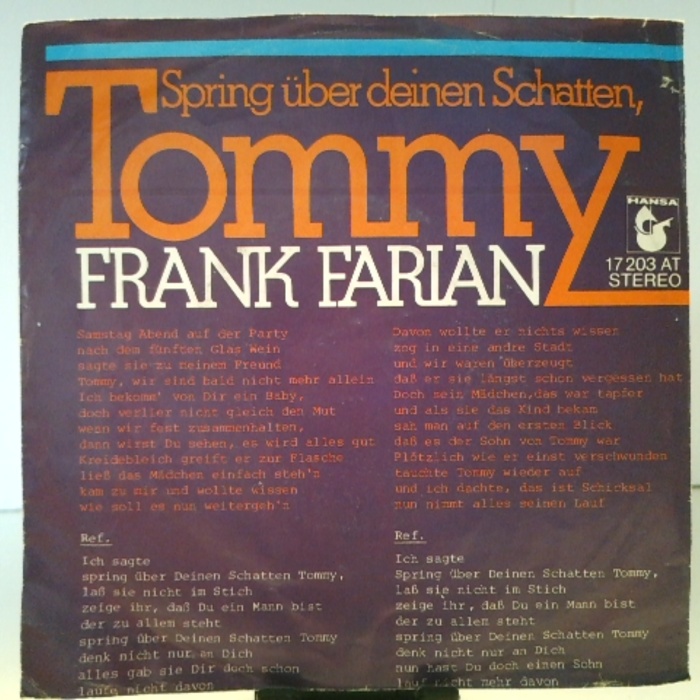 Spring über deinen Schatten,
Tommy
FRANK FARIAN
HANSA
17 203 AT
STEREO
Samstag Abend auf der Party
nach dem fünften Glas Wein
sagte sie zu meinem Freund
Tommy, wir sind bald nicht mehr allein
Ich bekomm' von Dir ein Baby,
doch verlier nicht gleich den Mut
wenn wir fest zusammenhalten,
dann wirst Du sehen, es wird alles gut
Kreidebleich greift er zur Flasche
ließ das Mädchen einfach steh'n
kam zu mir und wollte wissen
wie soll es nun weitergeh'n
Ref.
Ich sagte
spring über Deinen Schatten Tommy,
laß sie nicht im Stich
zeige ihr, daß Du ein Mann bist
der zu allem steht
spring über Deinen Schatten Tommy
denk nicht nur an Dich
alles gab sie Dir doch schon
laufe nicht davon
Davon wollte er nichts wissen
zog in eine andre Stadt
und wir waren überzeugt
daß er sie längst schon vergessen hat
Doch sein Mädchen,das war tapfer
und als sie das Kind bekam
sah man auf den ersten Blick
daß es der Sohn von Tommy war
Plötzlich wie er einst verschwunden
tauchte Tommy wieder auf
und ich dachte, das ist Schicksal
nun nimmt alles seinen Lauf
Ref.
Ich sagte
Spring über Deinen Schatten Tommy,
laß sie nicht im Stich
zeige ihr, daß Du ein Mann bist
der zu allem steht
spring über Deinen Schatten Tommy
denk nicht nur an Dich
nun hast Du doch einen Sohn
lauf nicht mehr davon